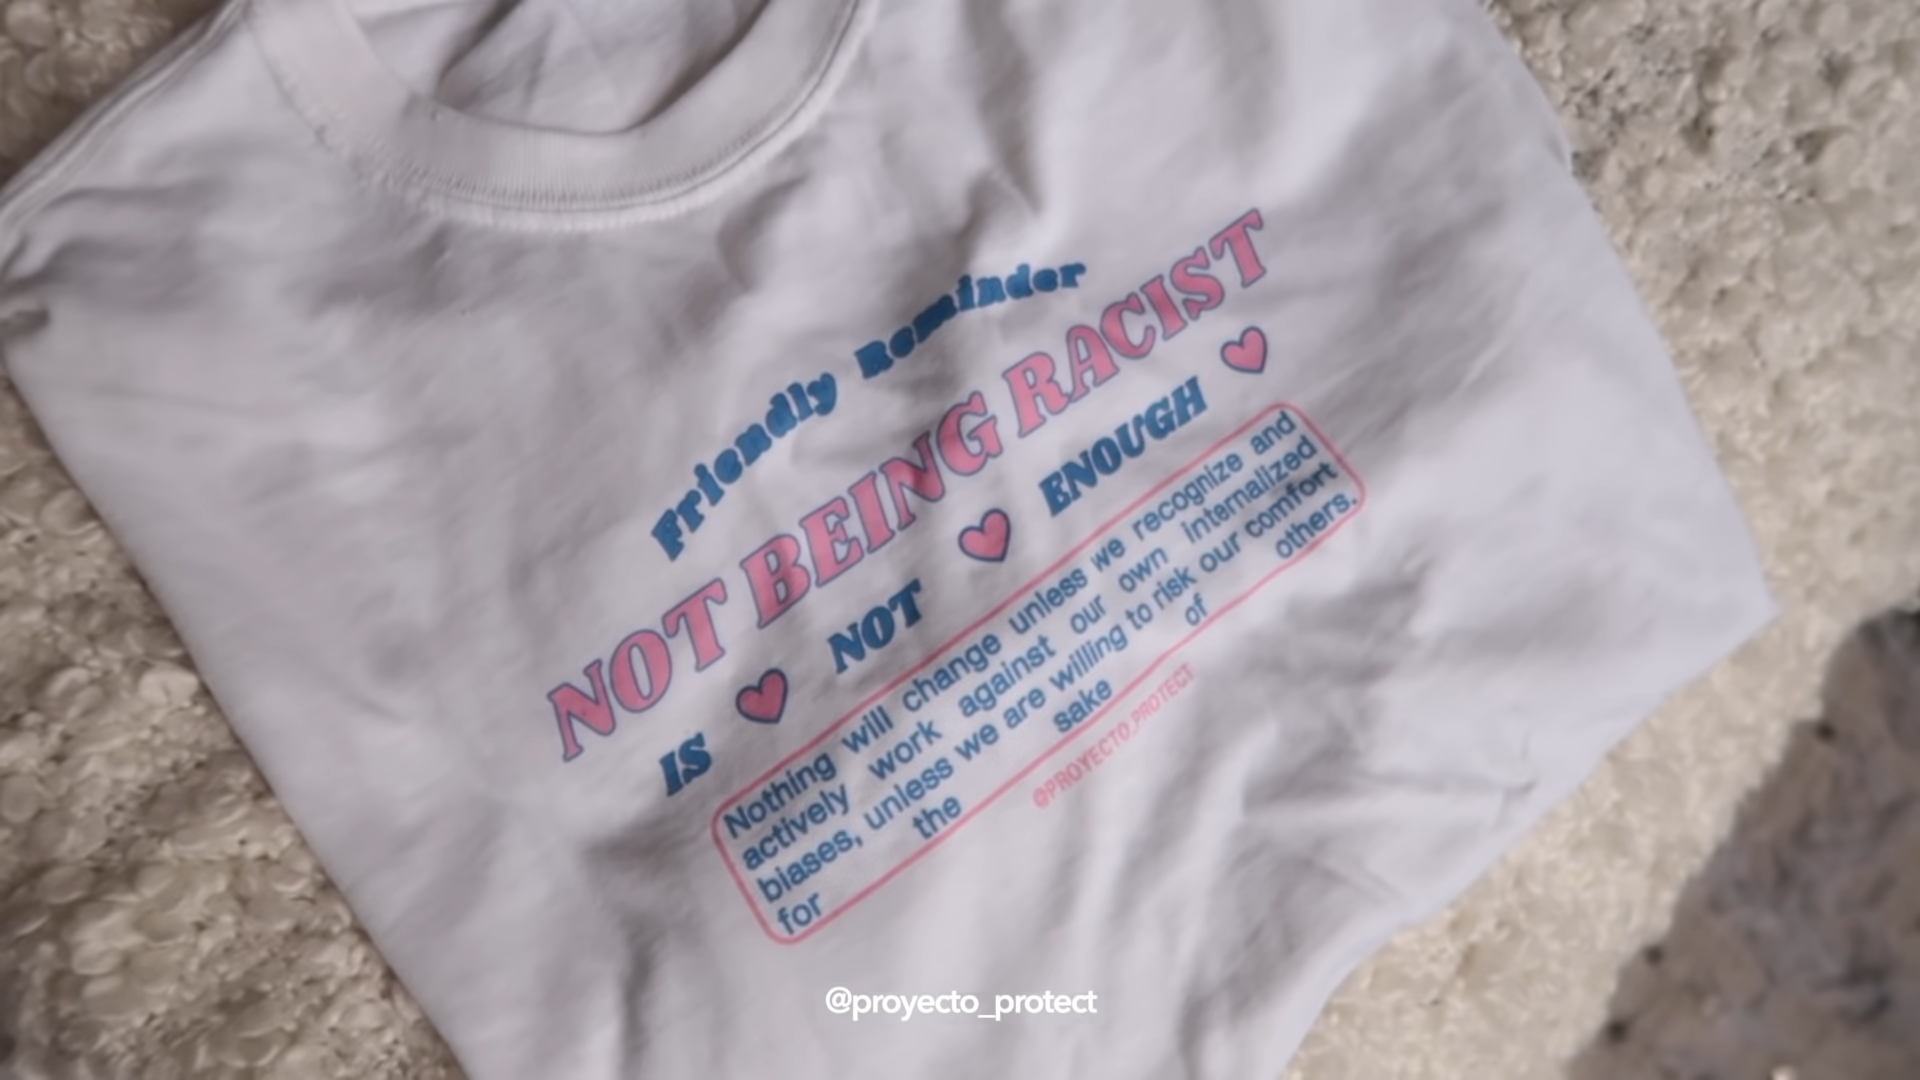 Friendly Reminder
NOT BEING RACIST
IS NOT ENOUGH
Nothing will change unless we recognize and
actively work against our own internalized
biases, unless we are willing to risk our comfort
for the sake of others.
@PROYECTO_PROTECT
@proyecto_protect